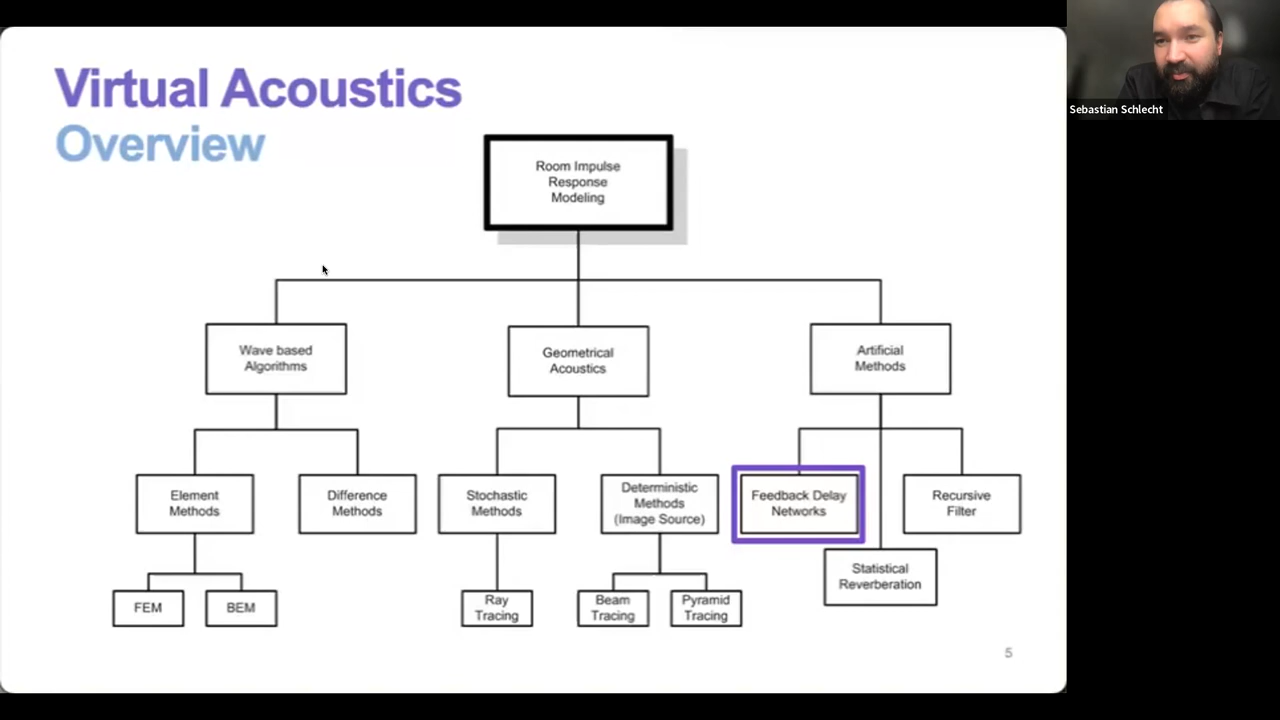 Virtual Acoustics
Overview
Sebastian Schlecht
Room Impulse
Response
Modeling
Wave based
Algorithms
Geometrical
Acoustics
Artificial
Methods
Element
Methods
Difference
Methods
Stochastic
Methods
Deterministic
Methods
(Image Source)
Feedback Delay
Networks
Recursive
Filter
Statistical
Reverberation
FEM
BEM
Ray
Tracing
Beam
Tracing
Pyramid
Tracing
5